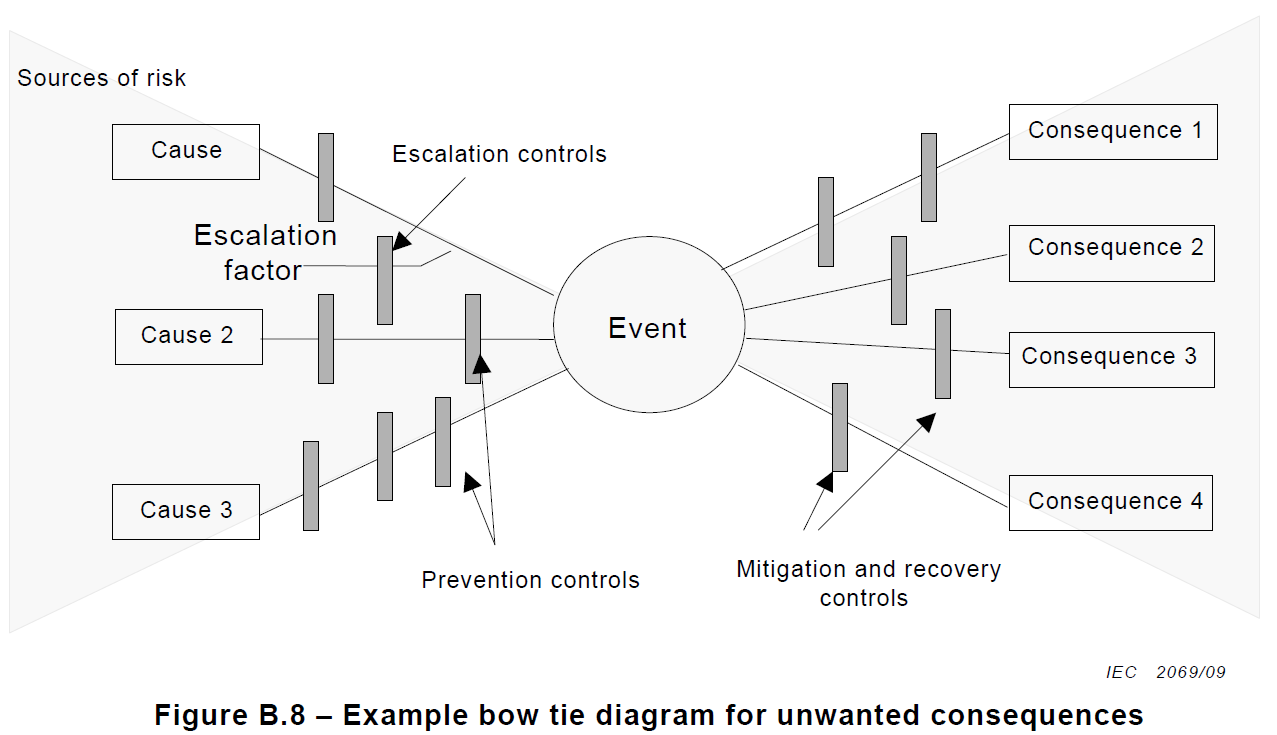 Sources of risk
Cause
Escalation controls
Escalation
factor
Cause 2
Cause 3
Prevention controls
Event
Consequence 1
Consequence 2
Consequence 3
Consequence 4
Mitigation and recovery
controls
IEC 2069/09
Figure B.8 – Example bow tie diagram for unwanted consequences